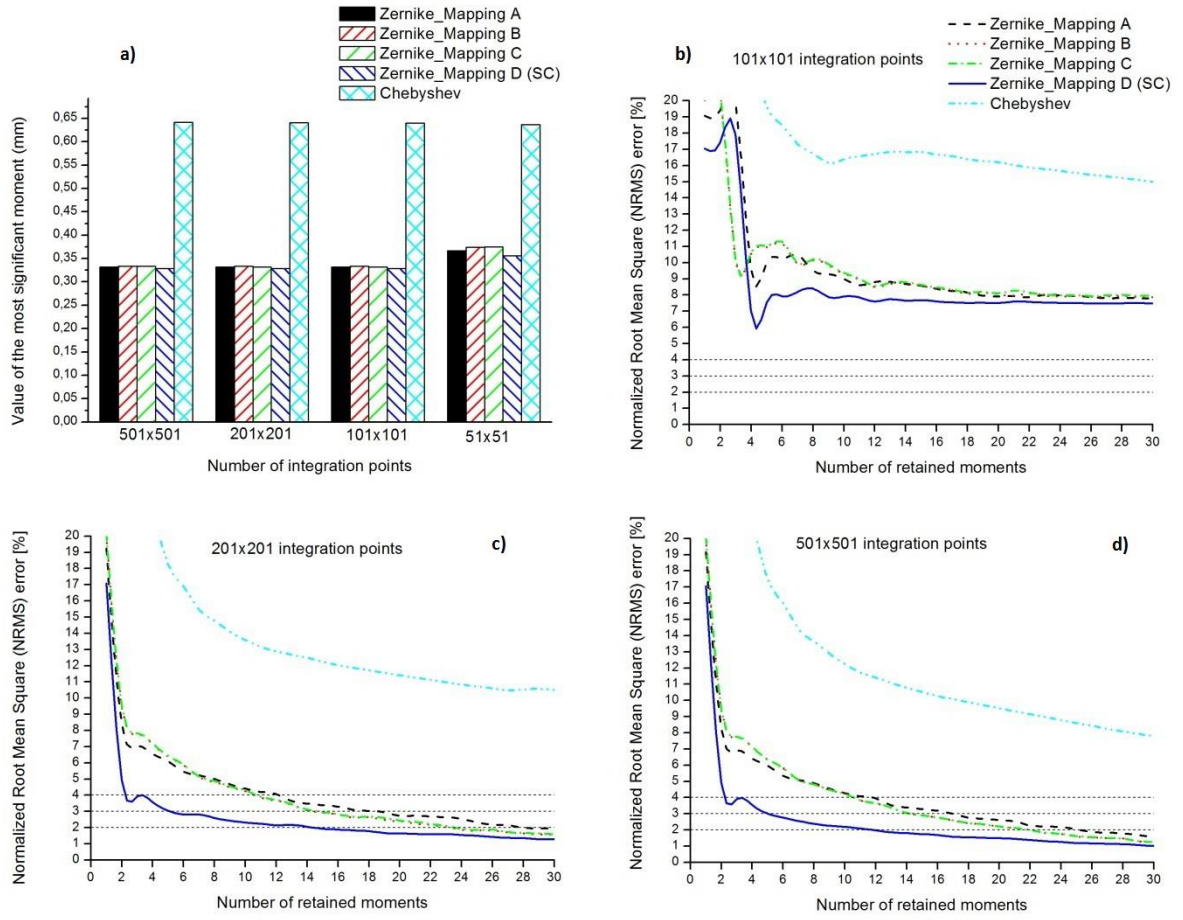 a)
Zernike_Mapping A
Zernike_Mapping B
Zernike_Mapping C
Zernike_Mapping D (SC)
Chebyshev
Value of the most significant moment (mm)
0,65
0,60
0,55
0,50
0,45
0,40
0,35
0,30
0,25
0,20
0,15
0,10
0,05
0,00
501x501 201x201 101x101 51x51
Number of integration points
b)
101x101 integration points
Zernike_Mapping A
Zernike_Mapping B
Zernike_Mapping C
Zernike_Mapping D (SC)
Chebyshev
Normalized Root Mean Square (NRMS) error [%]
20
19
18
17
16
15
14
13
12
11
10
9
8
7
6
5
4
3
2
1
0
0 2 4 6 8 10 12 14 16 18 20 22 24 26 28 30
Number of retained moments
c)
201x201 integration points
Normalized Root Mean Square (NRMS) error [%]
20
19
18
17
16
15
14
13
12
11
10
9
8
7
6
5
4
3
2
1
0
0 2 4 6 8 10 12 14 16 18 20 22 24 26 28 30
Number of retained moments
d)
501x501 integration points
Normalized Root Mean Square (NRMS) error [%]
20
19
18
17
16
15
14
13
12
11
10
9
8
7
6
5
4
3
2
1
0
0 2 4 6 8 10 12 14 16 18 20 22 24 26 28 30
Number of retained moments